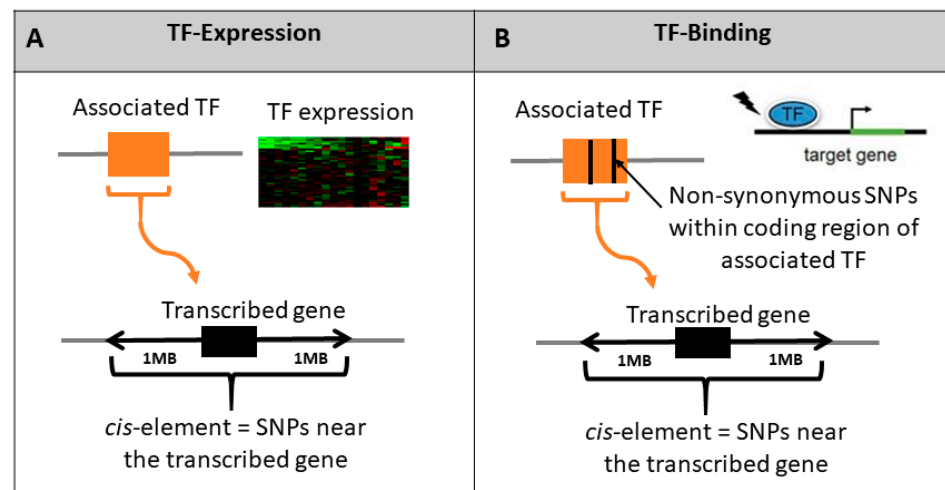 A
TF-Expression
Associated TF
TF expression
Transcribed gene
1MB
1MB
cis-element = SNPs near
the transcribed gene
B
TF-Binding
Associated TF
TF
target gene
Non-synonymous SNPs
within coding region of
associated TF
Transcribed gene
1MB
1MB
cis-element = SNPs near
the transcribed gene